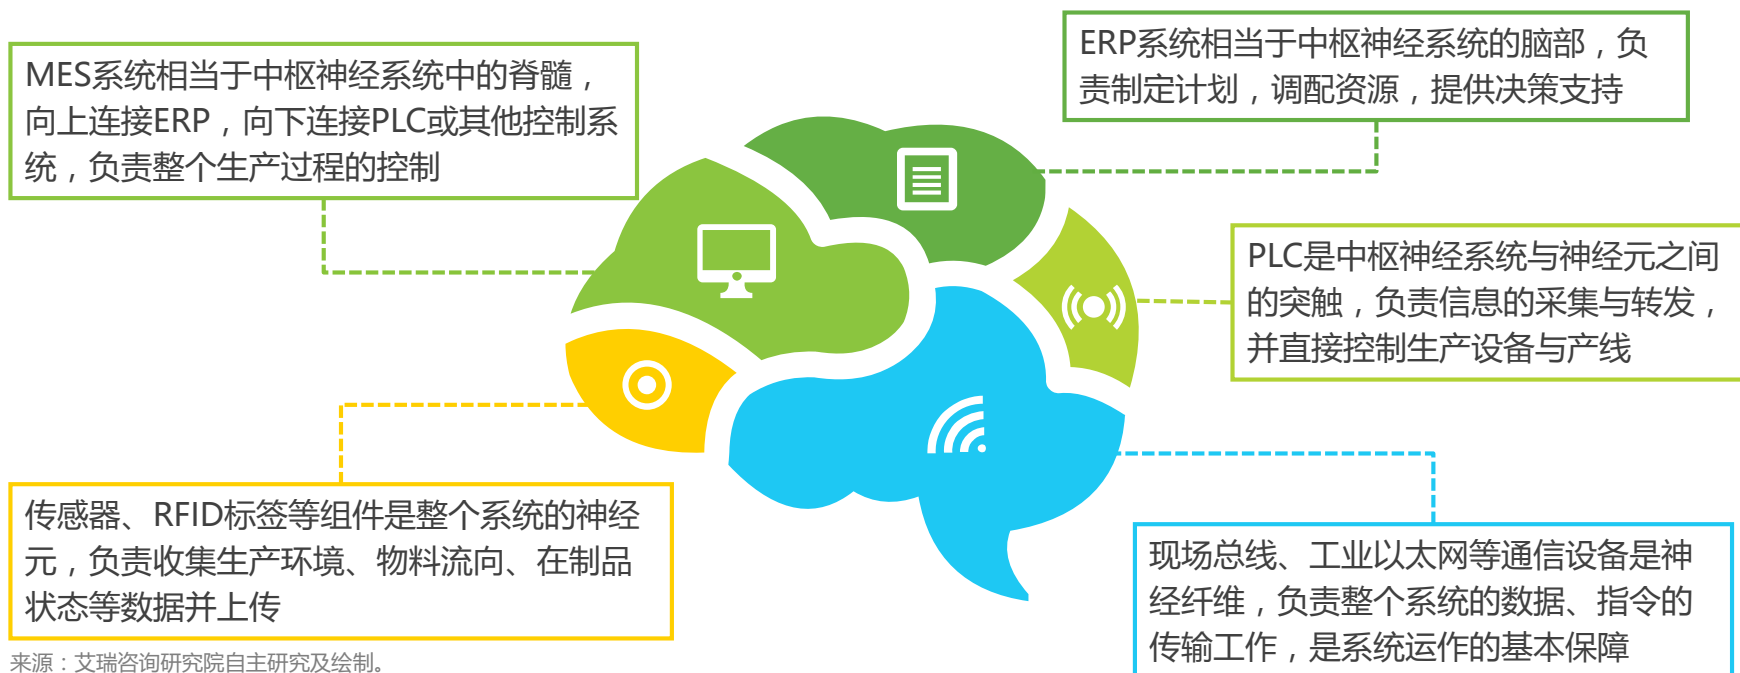 MES系统相当于中枢神经系统中的脊髓，
向上连接ERP，向下连接PLC或其他控制系
统，负责整个生产过程的控制
ERP系统相当于中枢神经系统的脑部，负
责制定计划，调配资源，提供决策支持
PLC是中枢神经系统与神经元之间
的突触，负责信息的采集与转发，
并直接控制生产设备与产线
传感器、RFID标签等组件是整个系统的神经
元，负责收集生产环境、物料流向、在制品
状态等数据并上传
现场总线、工业以太网等通信设备是神
经纤维，负责整个系统的数据、指令的
传输工作，是系统运作的基本保障
来源：艾瑞咨询研究院自主研究及绘制。